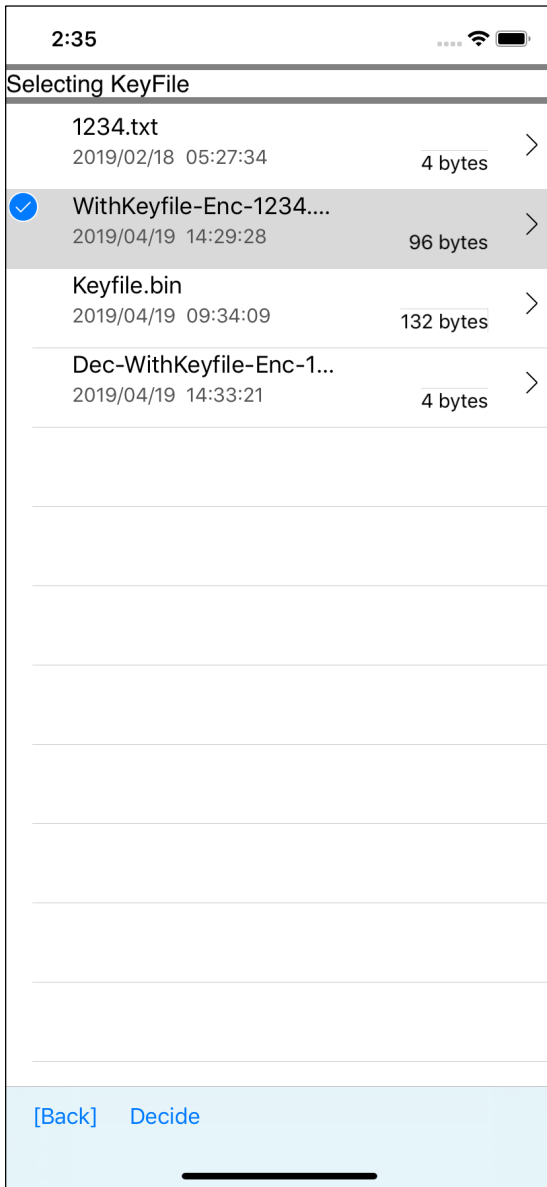 2:35
Selecting KeyFile
1234.txt
2019/02/18 05:27:34
4 bytes
WithKeyfile-Enc-1234....
2019/04/19 14:29:28
96 bytes
Keyfile.bin
2019/04/19 09:34:09
132 bytes
Dec-WithKeyfile-Enc-1...
2019/04/19 14:33:21
4 bytes
[Back] Decide